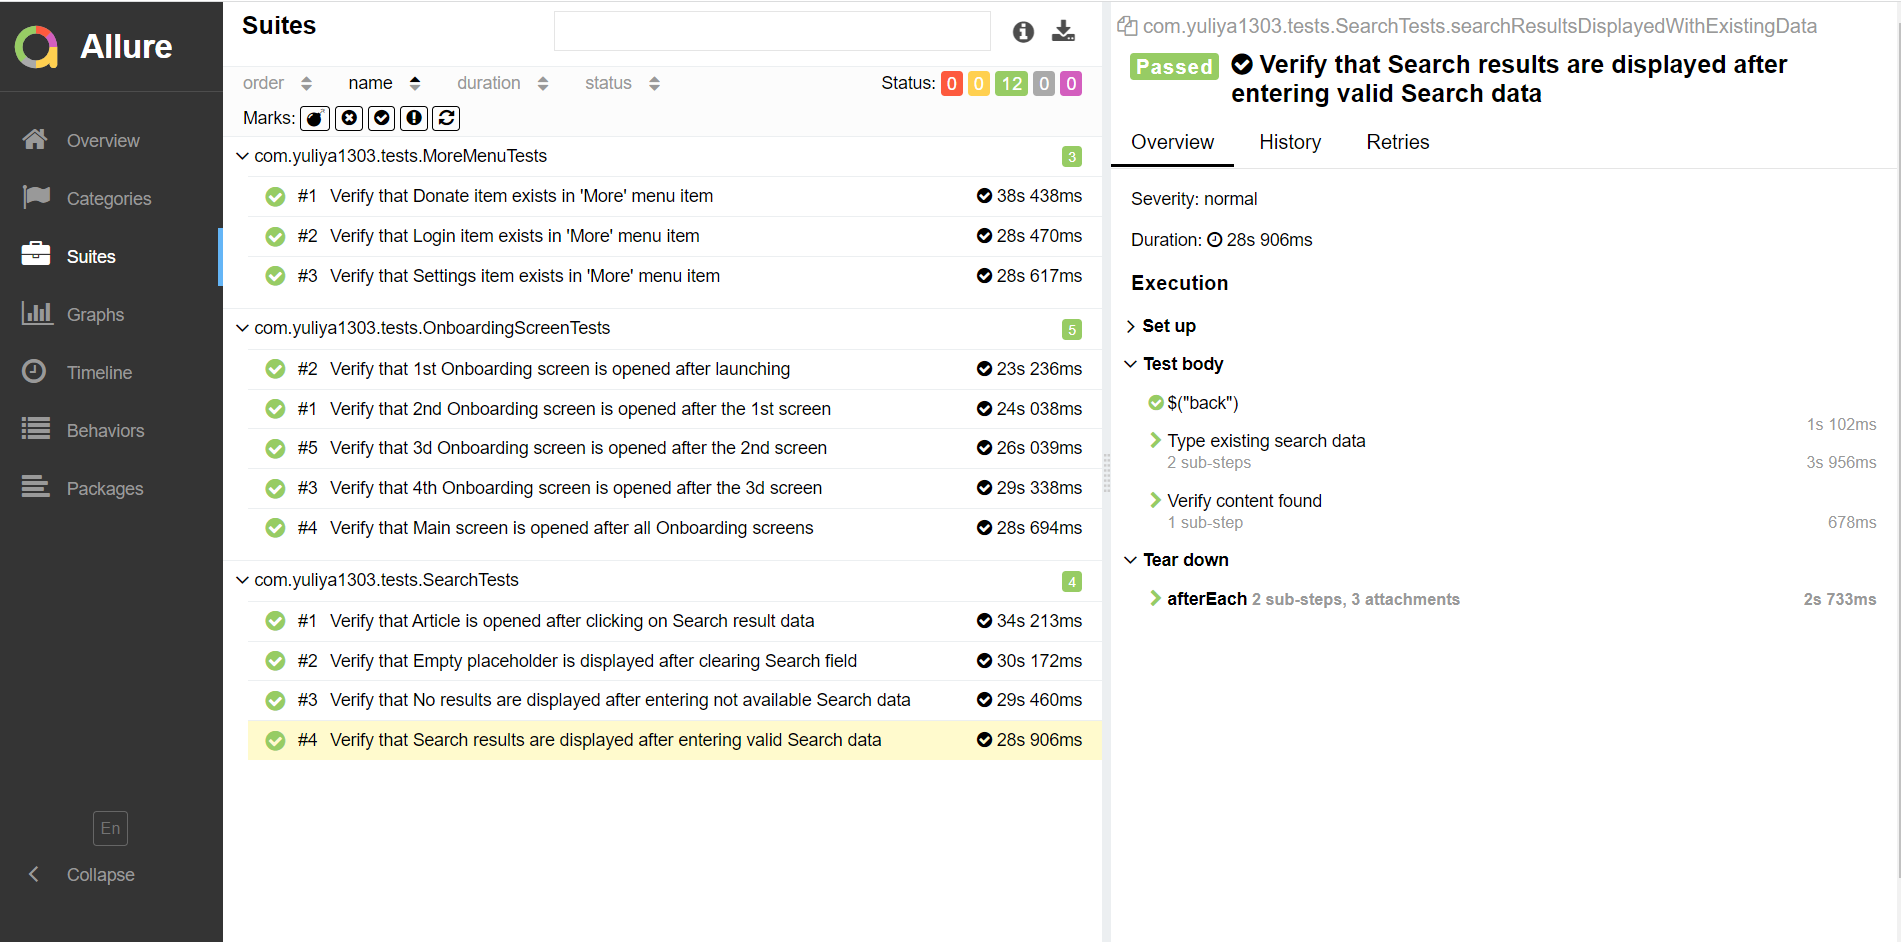 Allure
Overview
Categories
Suites
Graphs
Timeline
Behaviors
Packages
En
Collapse
Suites
order name duration status Status: 0 0 12 0 0
Marks:
com.yuliya1303.tests.MoreMenuTests 3
#1 Verify that Donate item exists in 'More' menu item 38s 438ms
#2 Verify that Login item exists in 'More' menu item 28s 470ms
#3 Verify that Settings item exists in 'More' menu item 28s 617ms
com.yuliya1303.tests.OnboardingScreenTests 5
#2 Verify that 1st Onboarding screen is opened after launching 23s 236ms
#1 Verify that 2nd Onboarding screen is opened after the 1st screen 24s 038ms
#5 Verify that 3d Onboarding screen is opened after the 2nd screen 26s 039ms
#3 Verify that 4th Onboarding screen is opened after the 3d screen 29s 338ms
#4 Verify that Main screen is opened after all Onboarding screens 28s 694ms
com.yuliya1303.tests.SearchTests 4
#1 Verify that Article is opened after clicking on Search result data 34s 213ms
#2 Verify that Empty placeholder is displayed after clearing Search field 30s 172ms
#3 Verify that No results are displayed after entering not available Search data 29s 460ms
#4 Verify that Search results are displayed after entering valid Search data 28s 906ms
com.yuliya1303.tests.SearchTests.searchResultsDisplayedWithExistingData
Passed Verify that Search results are displayed after
entering valid Search data
Overview History Retries
Severity: normal
Duration: 28s 906ms
Execution
Set up
Test body
$("back")
1s 102ms
Type existing search data
2 sub-steps 3s 956ms
Verify content found
1 sub-step 678ms
Tear down
afterEach 2 sub-steps, 3 attachments 2s 733ms